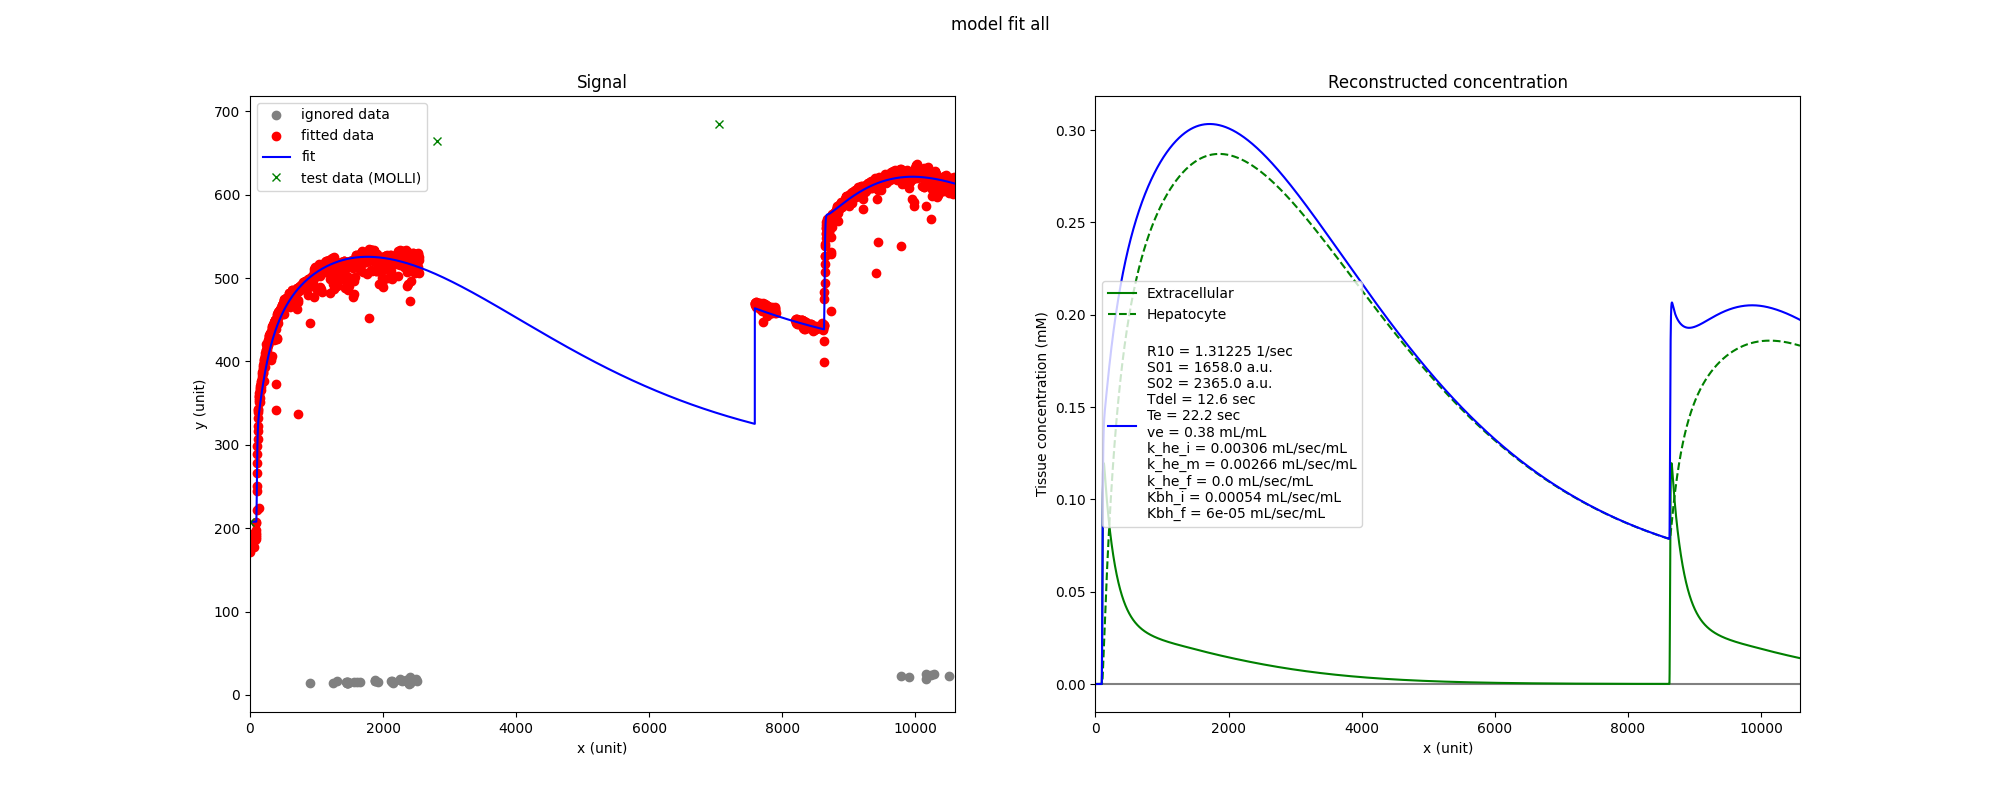 model fit all
Signal
700
600
500
400
300
200
100
0
y (unit)
ignored data
fitted data
fit
test data (MOLLI)
0
2000
4000
6000
8000
10000
x (unit)
Reconstructed concentration
0.30
0.25
0.20
0.15
0.10
0.05
0.00
Tissue concentration (mM)
Extracellular
Hepatocyte
R10 = 1.31225 1/sec
S01 = 1658.0 a.u.
S02 = 2365.0 a.u.
Tdel = 12.6 sec
Te = 22.2 sec
ve = 0.38 mL/mL
k_he_i = 0.00306 mL/sec/mL
k_he_m = 0.00266 mL/sec/mL
k_he_f = 0.0 mL/sec/mL
Kbh_i = 0.00054 mL/sec/mL
Kbh_f = 6e-05 mL/sec/mL
0
2000
4000
6000
8000
10000
x (unit)